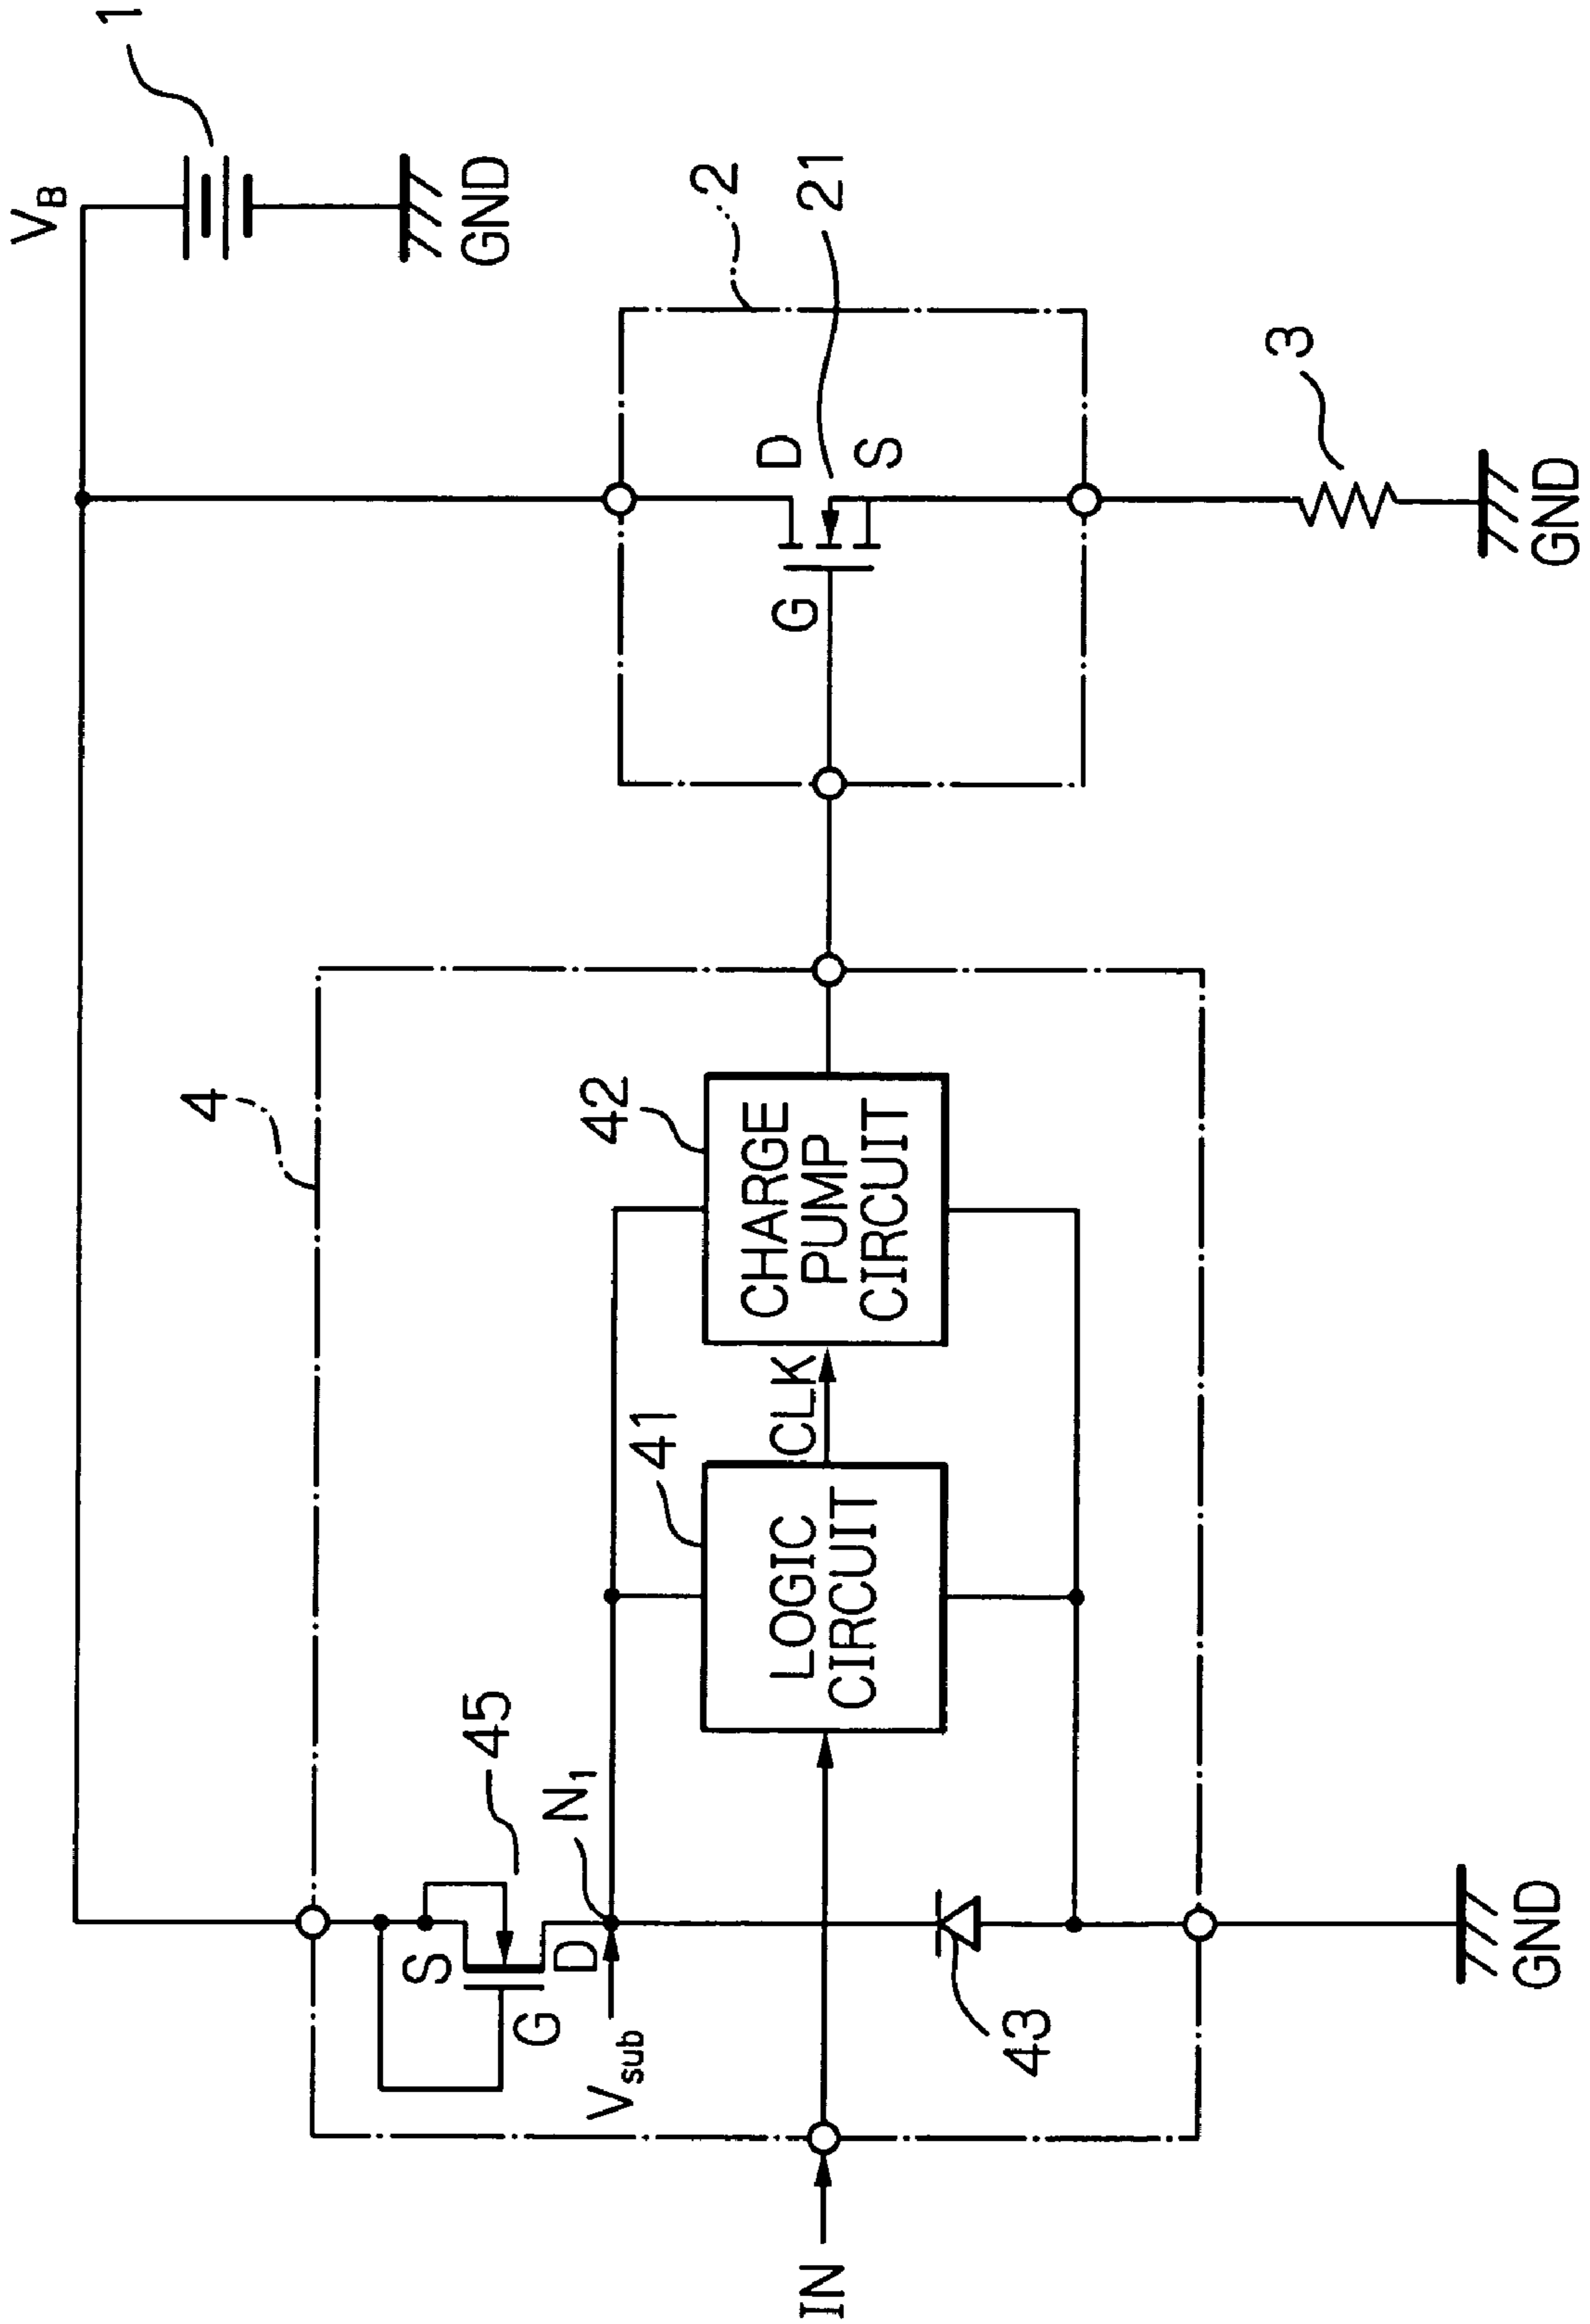 1
V_B
GND
2
21
D
S
G
3
GND
4
42
CHARGE
PUMP
CIRCUIT
CLK
41
LOGIC
CIRCUIT
45
N_1
S
D
G
V_sub
43
GND
IN